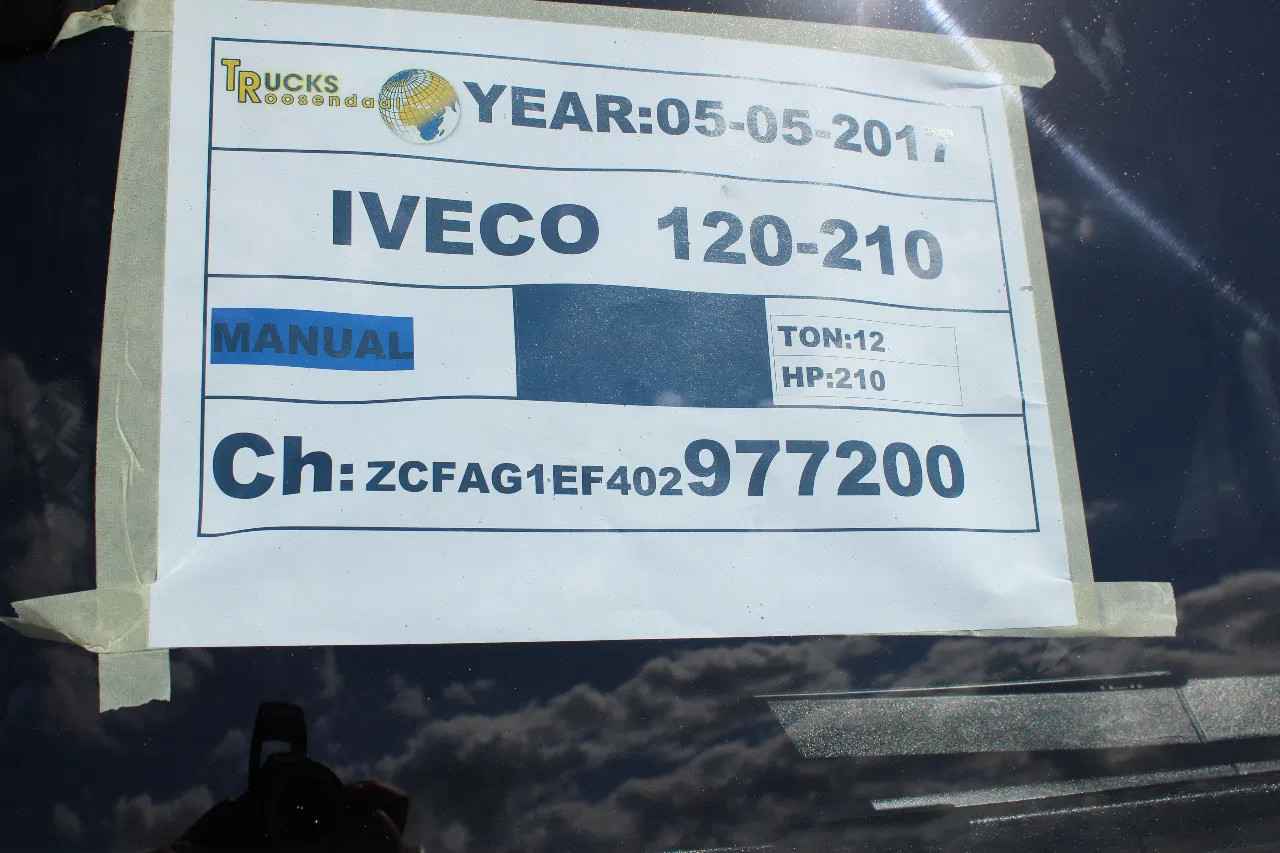 TRUCKS
Roosendaal
YEAR:05-05-2017
IVECO 120-210
MANUAL
TON:12
HP:210
Ch: ZCFAG1EF402977200